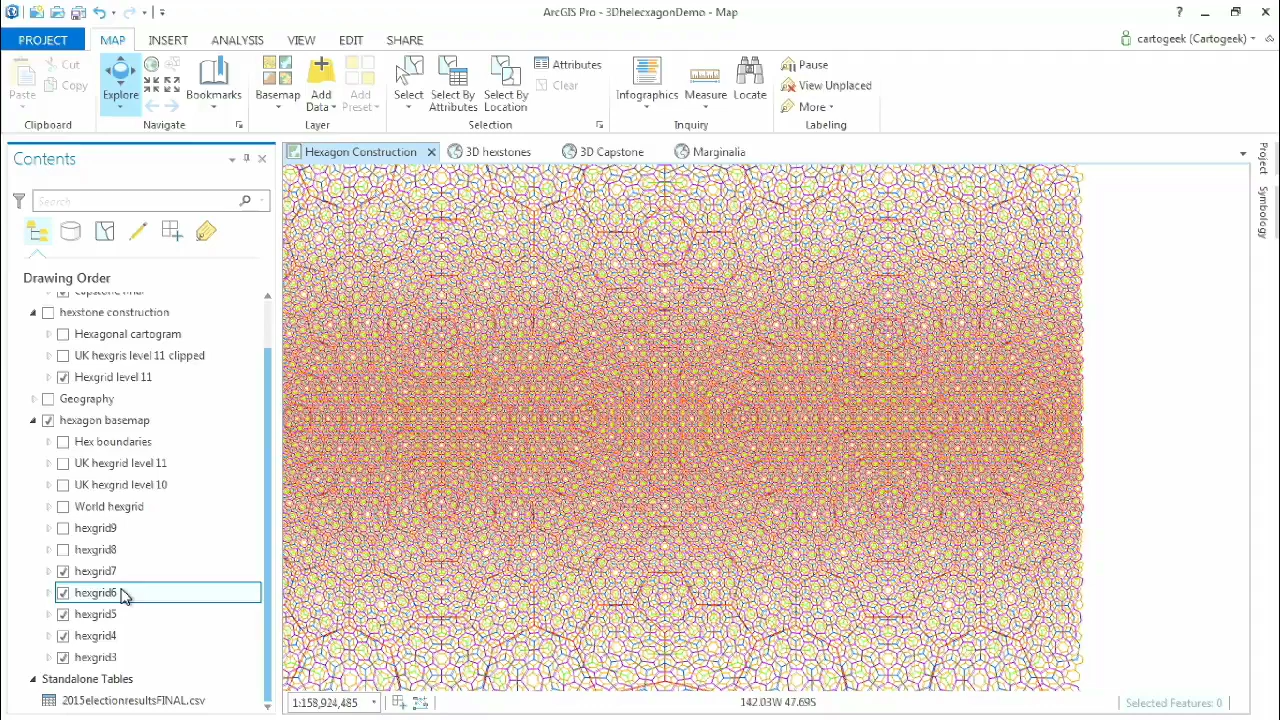 ArcGIS Pro - 3Dhelecxagon​Demo - Map
cartogeek (Cartogeek)
PROJECT MAP INSERT ANALYSIS VIEW EDIT SHARE
Paste
Cut
Copy
Clipboard
Explore
Bookmarks
Navigate
Basemap
Add Data
Add Preset
Layer
Select
Select By Attributes
Select By Location
Attributes
Clear
Selection
Infographics
Measure
Locate
Inquiry
Pause
View Unplaced
More
Labeling
Contents
Search
Drawing Order
hexstone construction
Hexagonal cartogram
UK hexgris level 11 clipped
Hexgrid level 11
Geography
hexagon basemap
Hex boundaries
UK hexgrid level 11
UK hexgrid level 10
World hexgrid
hexgrid9
hexgrid8
hexgrid7
hexgrid6
hexgrid5
hexgrid4
hexgrid3
Standalone Tables
2015electionresultsFINAL.csv
Hexagon Construction
3D hexstones
3D Capstone
Marginalia
Project
Symbology
1:158,924,485
142.03W 47.69S
Selected Features: 0